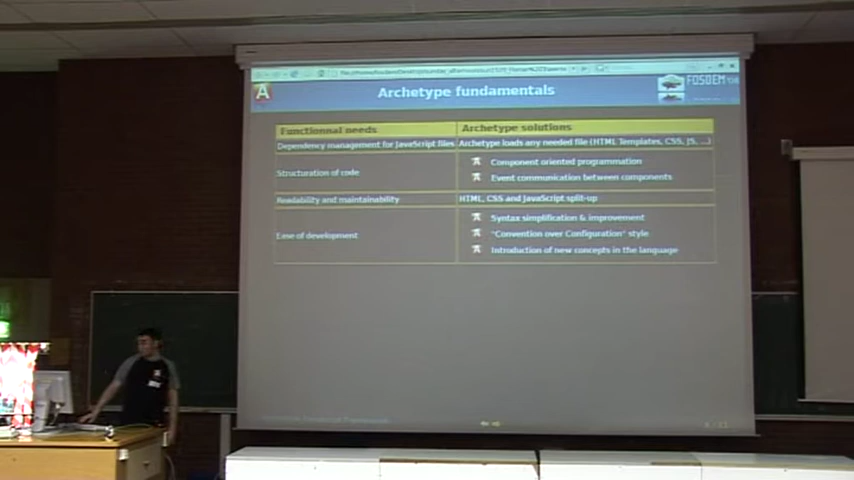 A
Archetype fundamentals
FOSDEM'08
Functionnal needs
Archetype solutions
Dependency management for JavaScript files
Archetype loads any needed file (HTML Templates, CSS, JS, ...)
Structuration of code
Component oriented programmation
Event communication between components
Readability and maintainability
HTML, CSS and JavaScript split-up
Ease of development
Syntax simplification & improvement
"Convention over Configuration" style
Introduction of new concepts in the language